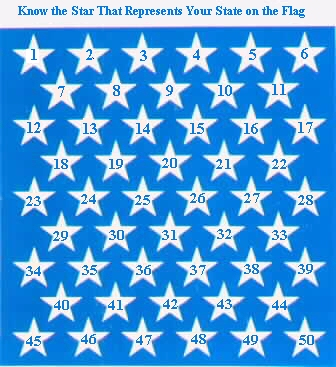 Know the Star That Represents Your State on the Flag
1 2 3 4 5 6
7 8 9 10 11
12 13 14 15 16 17
18 19 20 21 22
23 24 25 26 27 28
29 30 31 32 33
34 35 36 37 38 39
40 41 42 43 44
45 46 47 48 49 50